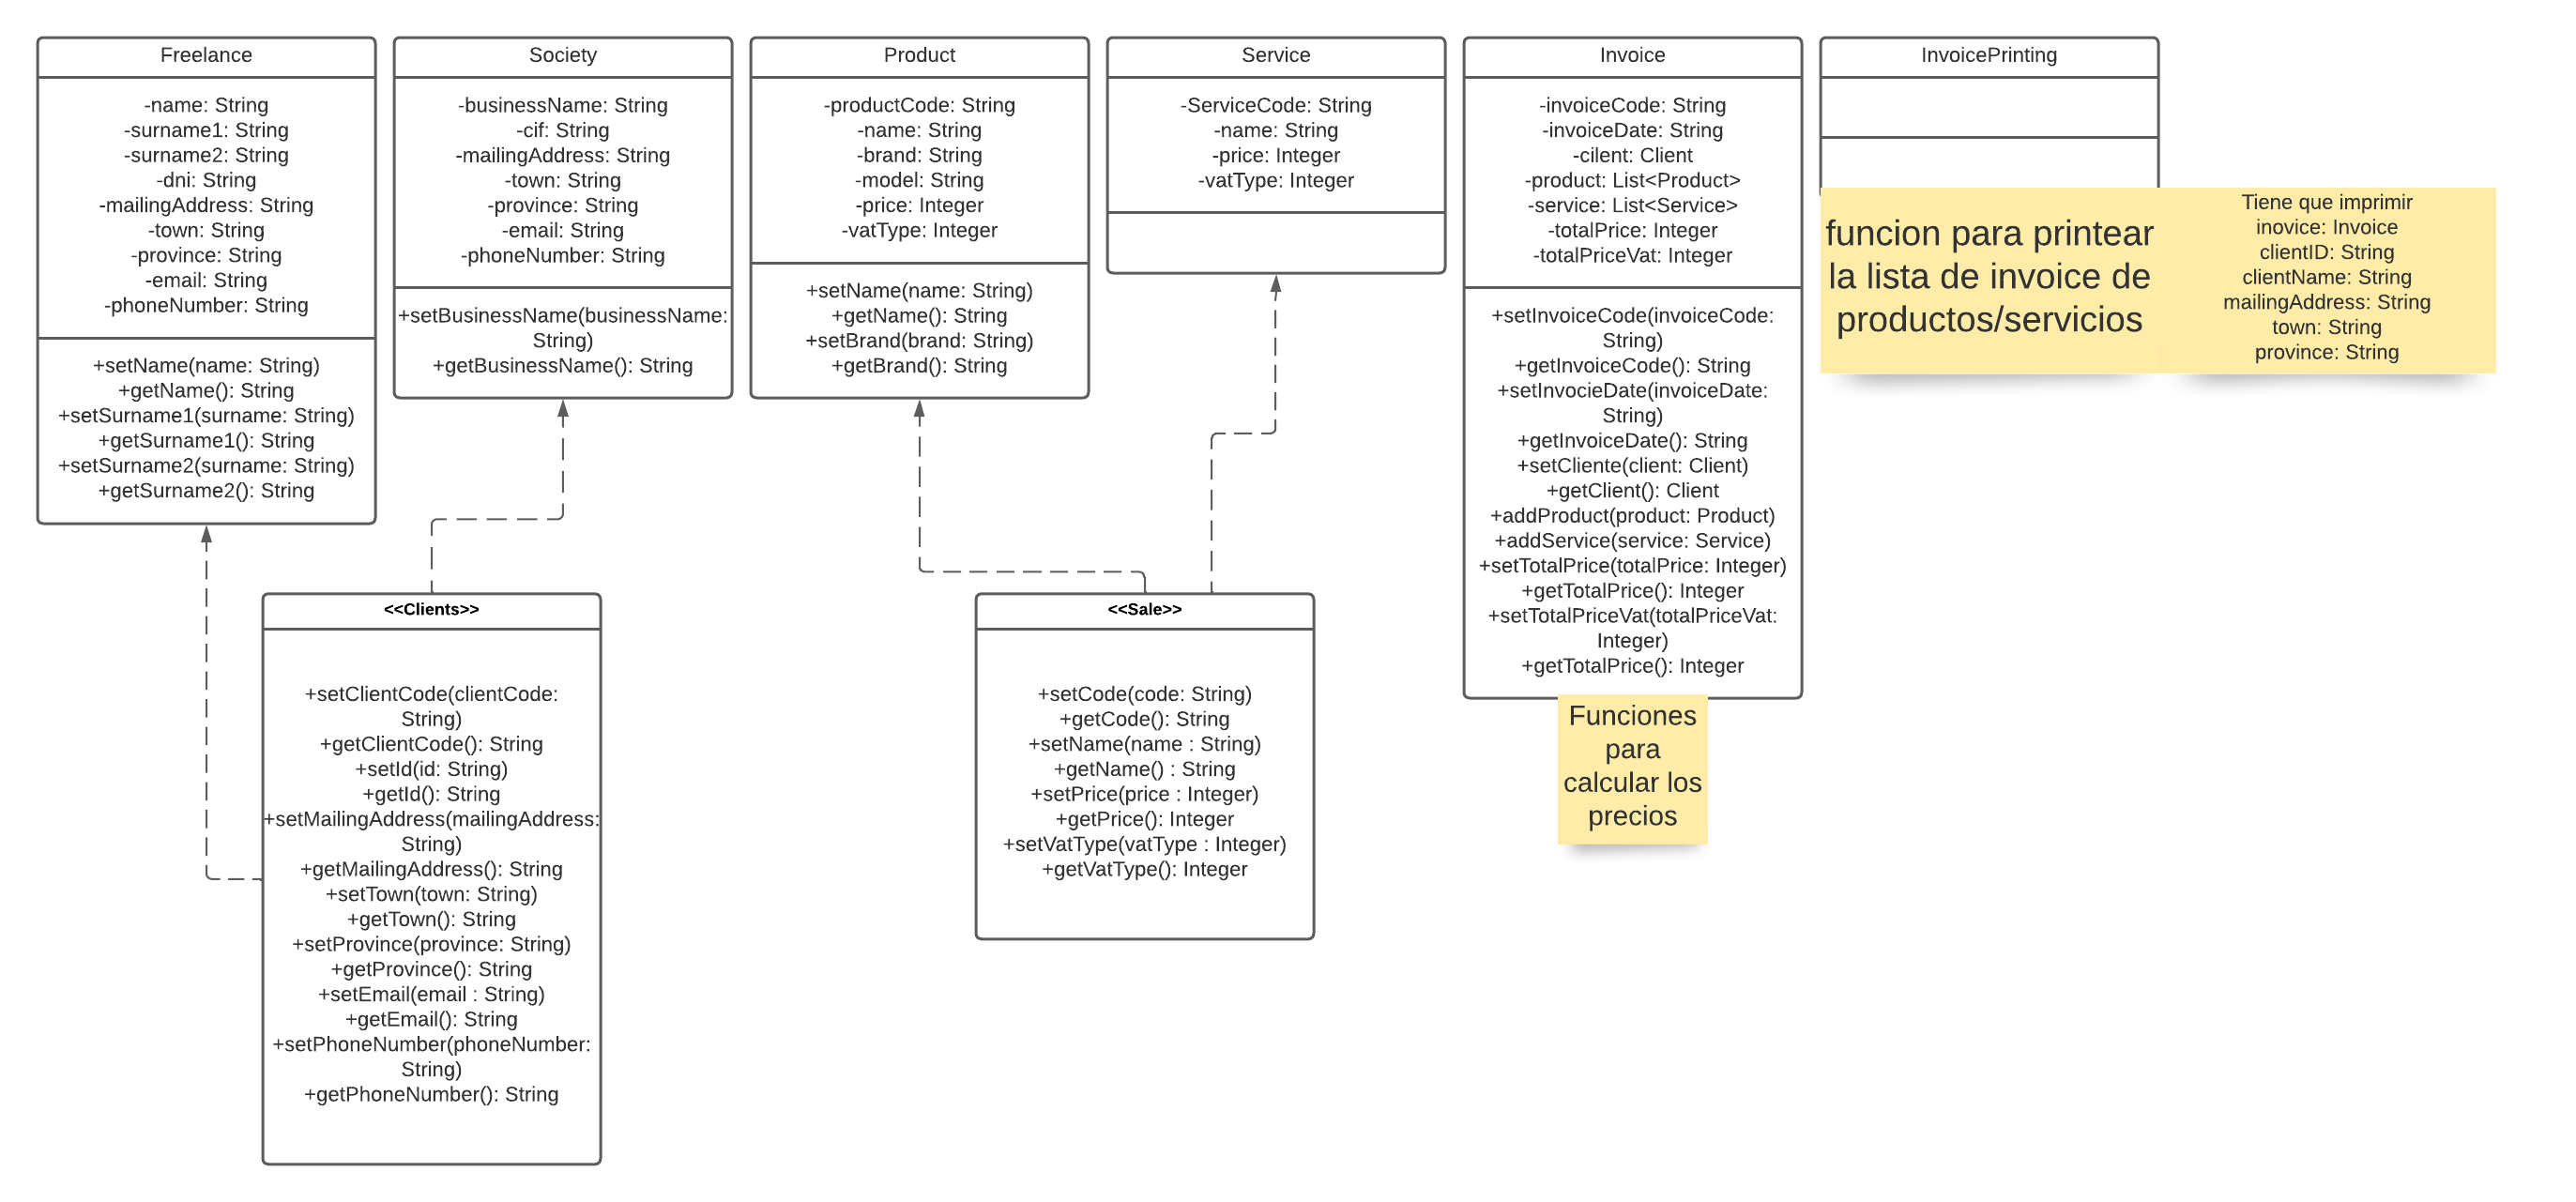 Freelance
-name: String
-surname1: String
-surname2: String
-dni: String
-mailingAddress: String
-town: String
-province: String
-email: String
-phoneNumber: String
+setName(name: String)
+getName(): String
+setSurname1(surname: String)
+getSurname1(): String
+setSurname2(surname: String)
+getSurname2(): String
Society
-businessName: String
-cif: String
-mailingAddress: String
-town: String
-province: String
-email: String
-phoneNumber: String
+setBusinessName(businessName:
String)
+getBusinessName(): String
Product
-productCode: String
-name: String
-brand: String
-model: String
-price: Integer
-vatType: Integer
+setName(name: String)
+getName(): String
+setBrand(brand: String)
+getBrand(): String
Service
-ServiceCode: String
-name: String
-price: Integer
-vatType: Integer
Invoice
-invoiceCode: String
-invoiceDate: String
-cilent: Client
-product: List<Product>
-service: List<Service>
-totalPrice: Integer
-totalPriceVat: Integer
+setInvoiceCode(invoiceCode:
String)
+getInvoiceCode(): String
+setInvocieDate(invoiceDate:
String)
+getInvoiceDate(): String
+setCliente(client: Client)
+getClient(): Client
+addProduct(product: Product)
+addService(service: Service)
+setTotalPrice(totalPrice: Integer)
+getTotalPrice(): Integer
+setTotalPriceVat(totalPriceVat:
Integer)
+getTotalPrice(): Integer
Funciones
para
calcular los
precios
InvoicePrinting
funcion para printear
la lista de invoice de
productos/servicios
Tiene que imprimir
inovice: Invoice
clientID: String
clientName: String
mailingAddress: String
town: String
province: String
<<Clients>>
+setClientCode(clientCode:
String)
+getClientCode(): String
+setId(id: String)
+getId(): String
+setMailingAddress(mailingAddress:
String)
+getMailingAddress(): String
+setTown(town: String)
+getTown(): String
+setProvince(province: String)
+getProvince(): String
+setEmail(email : String)
+getEmail(): String
+setPhoneNumber(phoneNumber:
String)
+getPhoneNumber(): String
<<Sale>>
+setCode(code: String)
+getCode(): String
+setName(name : String)
+getName() : String
+setPrice(price : Integer)
+getPrice(): Integer
+setVatType(vatType : Integer)
+getVatType(): Integer